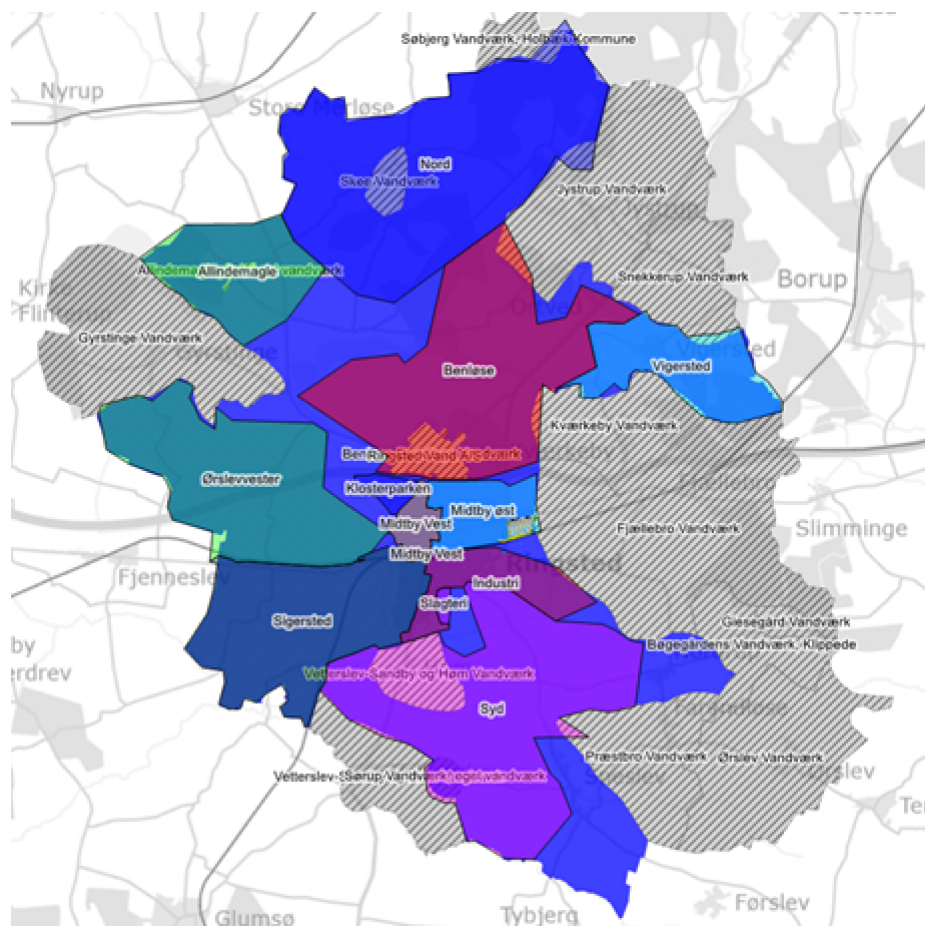 Søbjerg Vandværk, Holbæk Kommune
Nyrup
Store Merløse
Nord
Skee Vandværk
Jystrup Vandværk
Allindemagle
Snekkerup Vandværk
Borup
Gyrstinge Vandværk
Vigersted
Benløse
Kværkeby Vandværk
Ringsted Vand A/S
Ørslevvester
Klosterparken
Midtby øst
Midtby Vest
Fjællebro Vandværk
Slimminge
Midtby Vest
Ringsted
Fjenneslev
Industri
Slagteri
Sigersted
Giesegård Vandværk
Bøgegårdens Vandværk, Klippede
Vetterslev-Sandby og Høm Vandværk
Syd
Præstbro Vandværk
Ørslev Vandværk
Sørup Vandværk
Førslev
Glumsø
Tybjerg